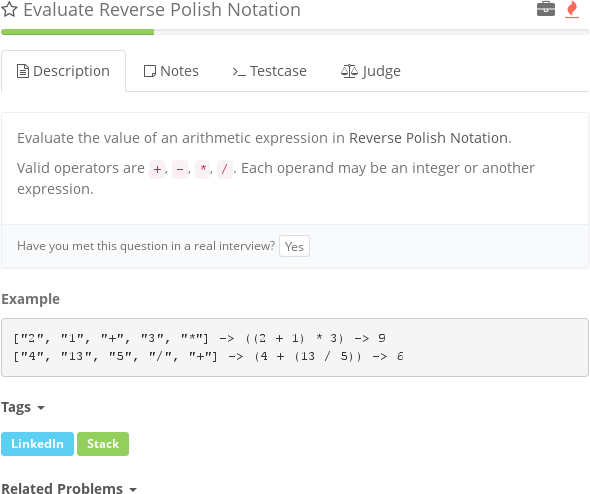 Evaluate Reverse Polish Notation
Description Notes Testcase Judge
Evaluate the value of an arithmetic expression in Reverse Polish Notation.
Valid operators are +, -, *, /. Each operand may be an integer or another
expression.
Have you met this question in a real interview? Yes
Example
["2", "1", "+", "3", "*"] -> ((2 + 1) * 3) -> 9
["4", "13", "5", "/", "+"] -> (4 + (13 / 5)) -> 6
Tags
LinkedIn Stack
Related Problems